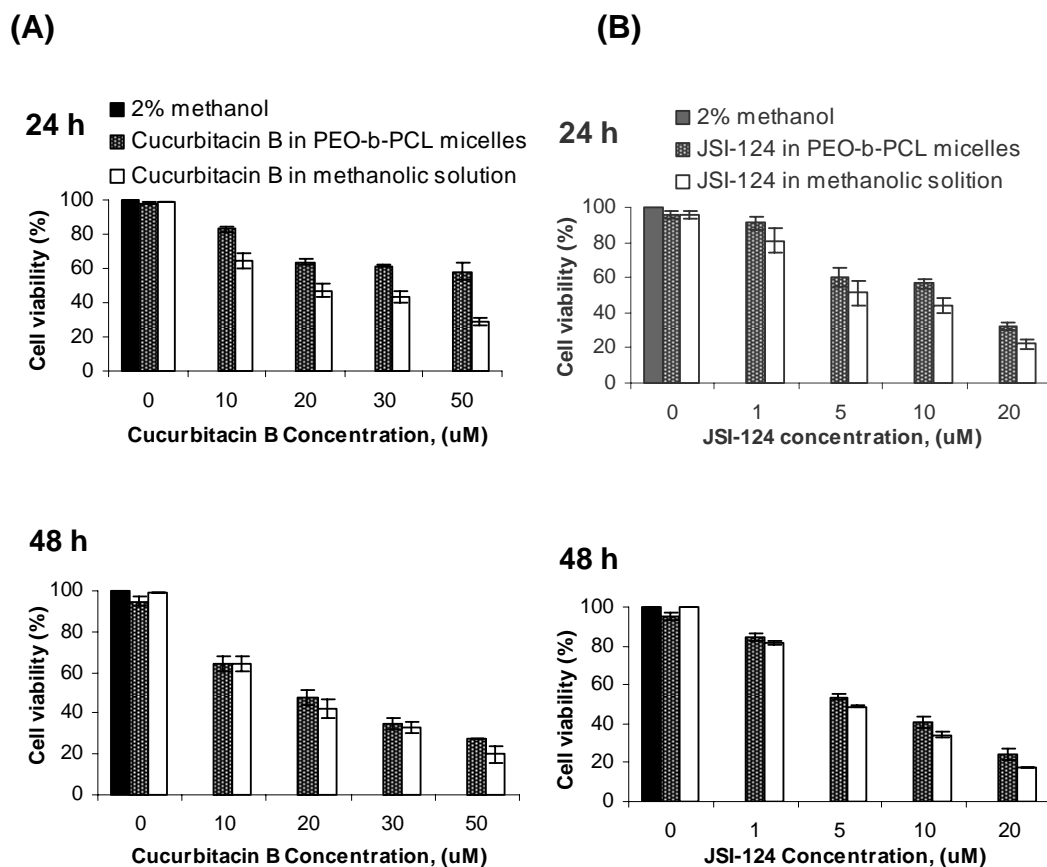 (A)
24 h
2% methanol
Cucurbitacin B in PEO-b-PCL micelles
Cucurbitacin B in methanolic solution
Cell viability (%)
100
80
60
40
20
0
0 10 20 30 50
Cucurbitacin B Concentration, (uM)
48 h
Cell viability (%)
100
80
60
40
20
0
0 10 20 30 50
Cucurbitacin B Concentration, (uM)
(B)
24 h
2% methanol
JSI-124 in PEO-b-PCL micelles
JSI-124 in methanolic solition
Cell viability (%)
100
80
60
40
20
0
0 1 5 10 20
JSI-124 concentration, (uM)
48 h
Cell viability (%)
100
80
60
40
20
0
0 1 5 10 20
JSI-124 Concentration, (uM)